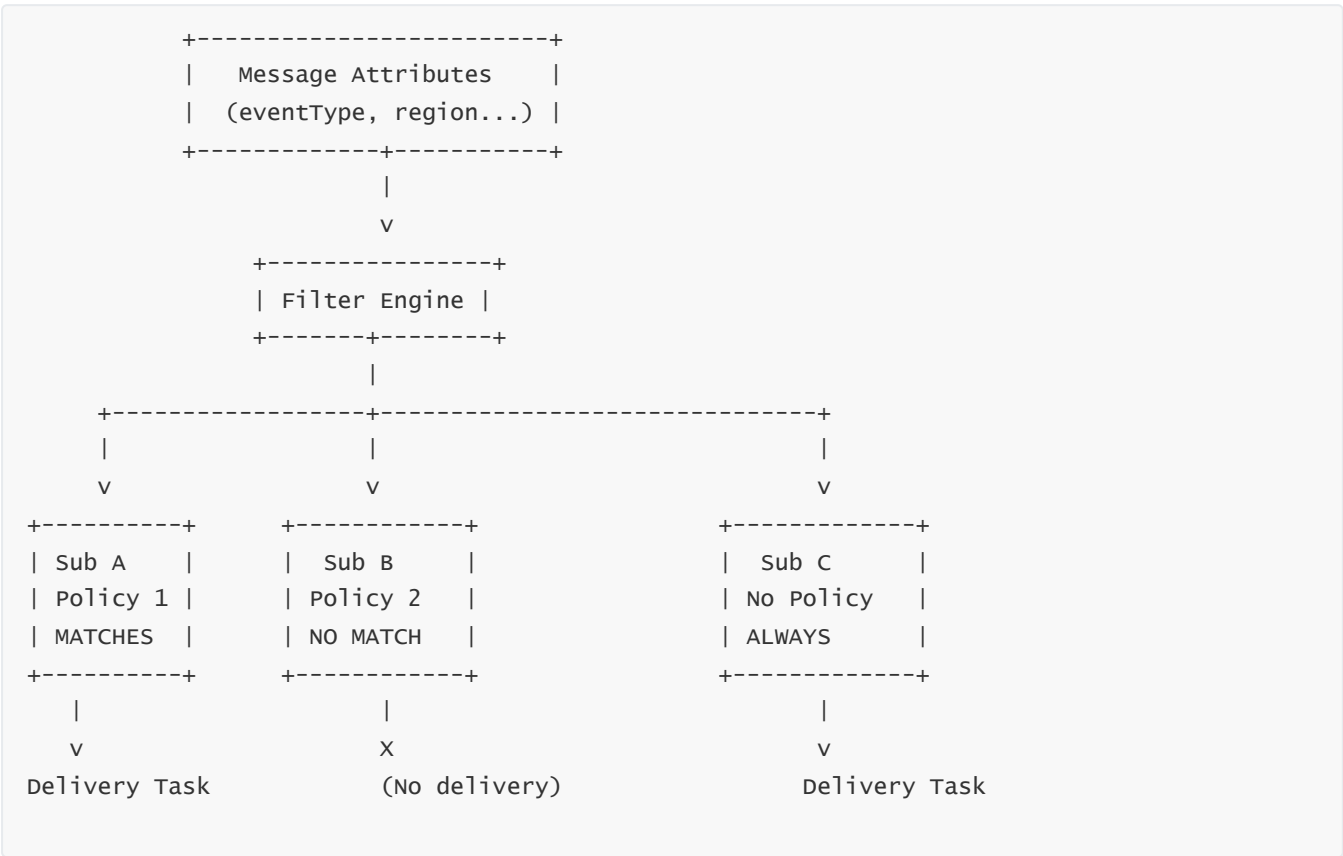 +-------------------------+
|   Message Attributes    |
|  (eventType, region...) |
+-------------+-----------+
|
v
+----------------+
| Filter Engine |
+-------+--------+
|
+------------------+-------------------------------+
|                  |                               |
v                  v                               v
+----------+      +------------+                 +-------------+
| Sub A    |      |  Sub B     |                 |  Sub C      |
| Policy 1 |      | Policy 2   |                 | No Policy   |
| MATCHES  |      | NO MATCH   |                 | ALWAYS      |
+----------+      +------------+                 +-------------+
|                   |                              |
v                   X                              v
Delivery Task            (No delivery)                 Delivery Task